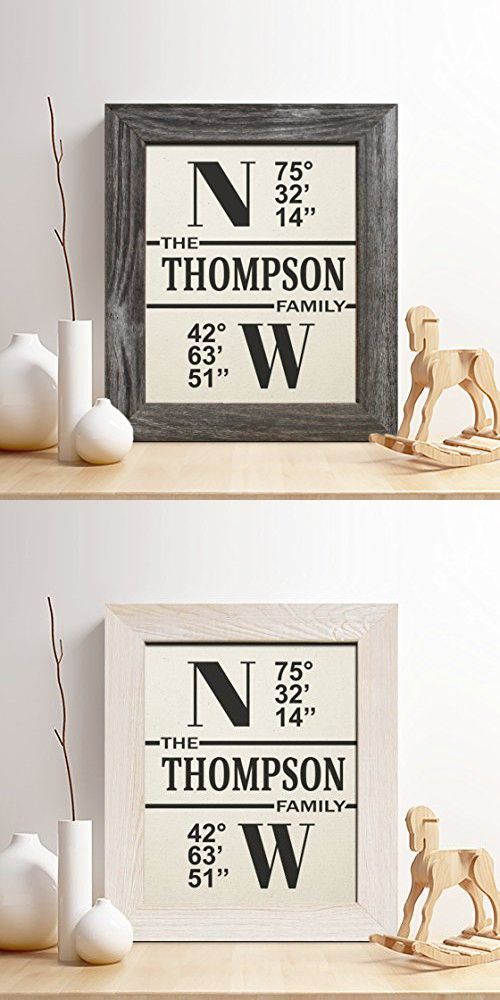 N 75°
32'
14”
THE
THOMPSON
FAMILY
42° W
63'
51”
N 75°
32'
14”
THE
THOMPSON
FAMILY
42° W
63'
51”